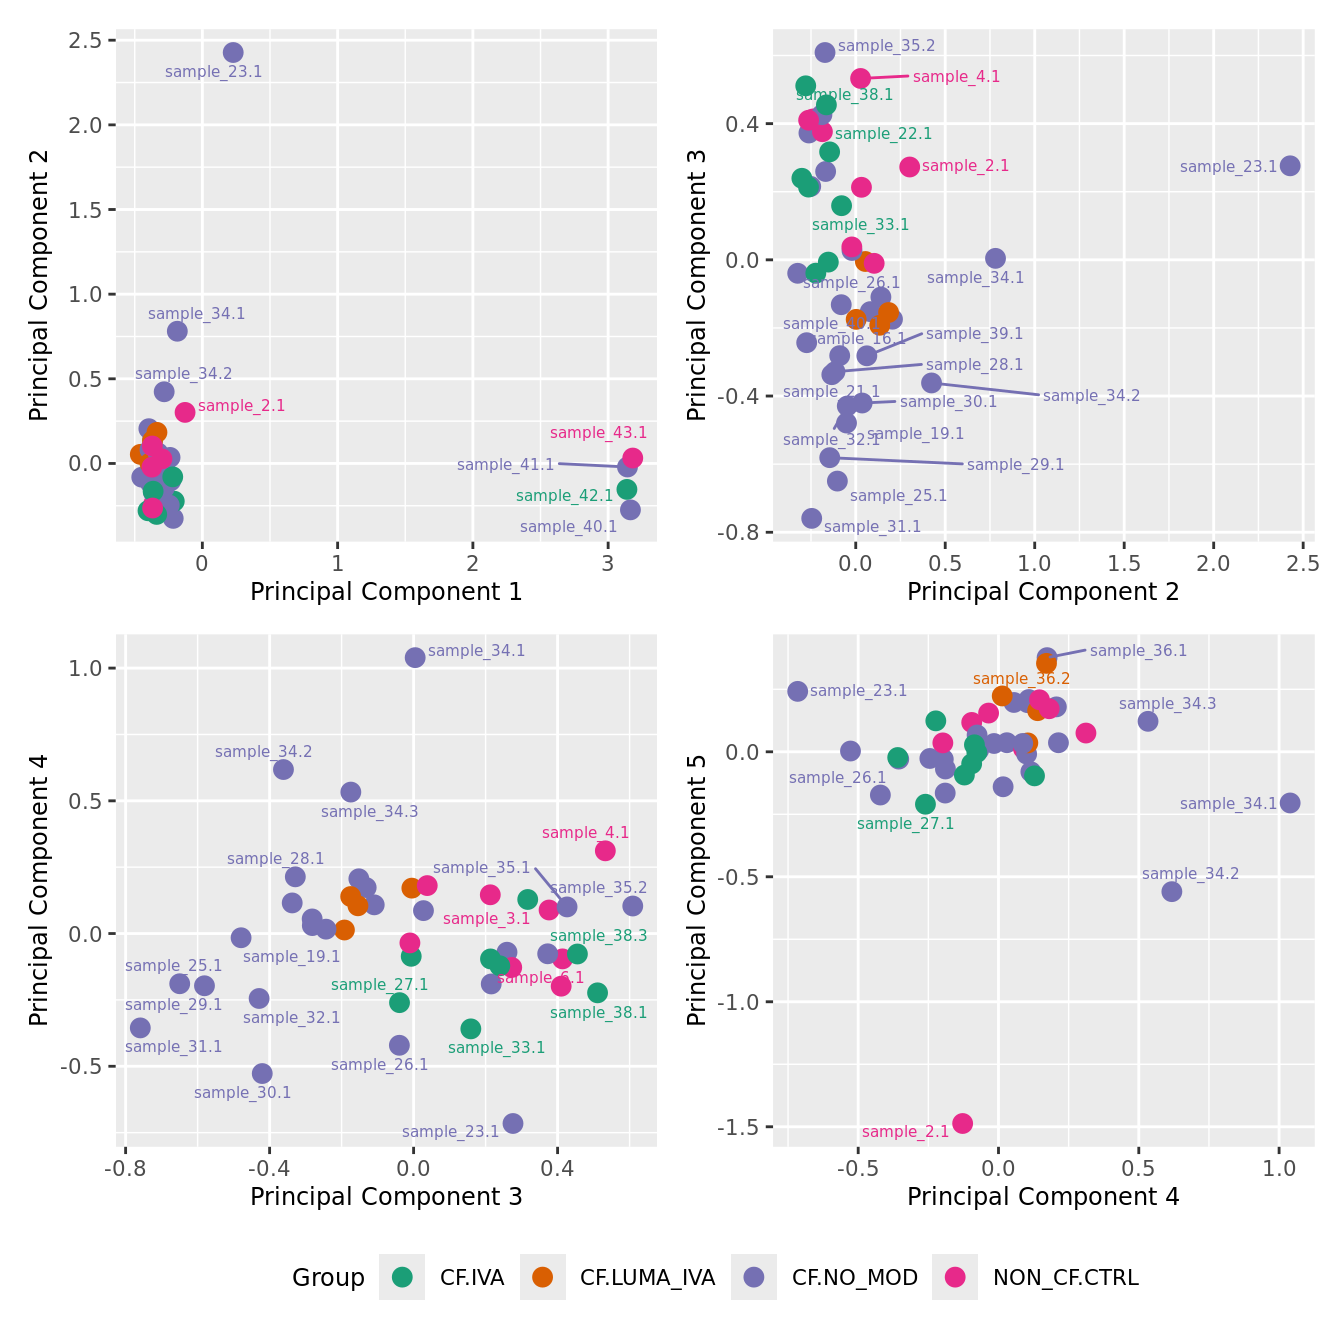 2.5
2.0
1.5
1.0
0.5
0.0
Principal Component 2
sample_23.1
sample_34.1
sample_34.2
sample_2.1
sample_43.1
sample_41.1
sample_42.1
sample_40.1
0
1
2
3
Principal Component 1
0.4
0.0
-0.4
-0.8
Principal Component 3
sample_35.2
sample_4.1
sample_38.1
sample_22.1
sample_2.1
sample_23.1
sample_33.1
sample_34.1
sample_26.1
sample_16.1
sample_39.1
sample_28.1
sample_21.1
sample_34.2
sample_30.1
sample_32.1
sample_19.1
sample_29.1
sample_25.1
sample_31.1
0.0
0.5
1.0
1.5
2.0
2.5
Principal Component 2
1.0
0.5
0.0
-0.5
Principal Component 4
sample_34.1
sample_34.2
sample_34.3
sample_4.1
sample_28.1
sample_35.1
sample_35.2
sample_3.1
sample_38.3
sample_19.1
sample_25.1
sample_6.1
sample_27.1
sample_29.1
sample_32.1
sample_38.1
sample_31.1
sample_33.1
sample_26.1
sample_30.1
sample_23.1
-0.8
-0.4
0.0
0.4
Principal Component 3
0.0
-0.5
-1.0
-1.5
Principal Component 5
sample_36.1
sample_36.2
sample_23.1
sample_34.3
sample_26.1
sample_34.1
sample_27.1
sample_34.2
sample_2.1
-0.5
0.0
0.5
1.0
Principal Component 4
Group
CF.IVA
CF.LUMA_IVA
CF.NO_MOD
NON_CF.CTRL